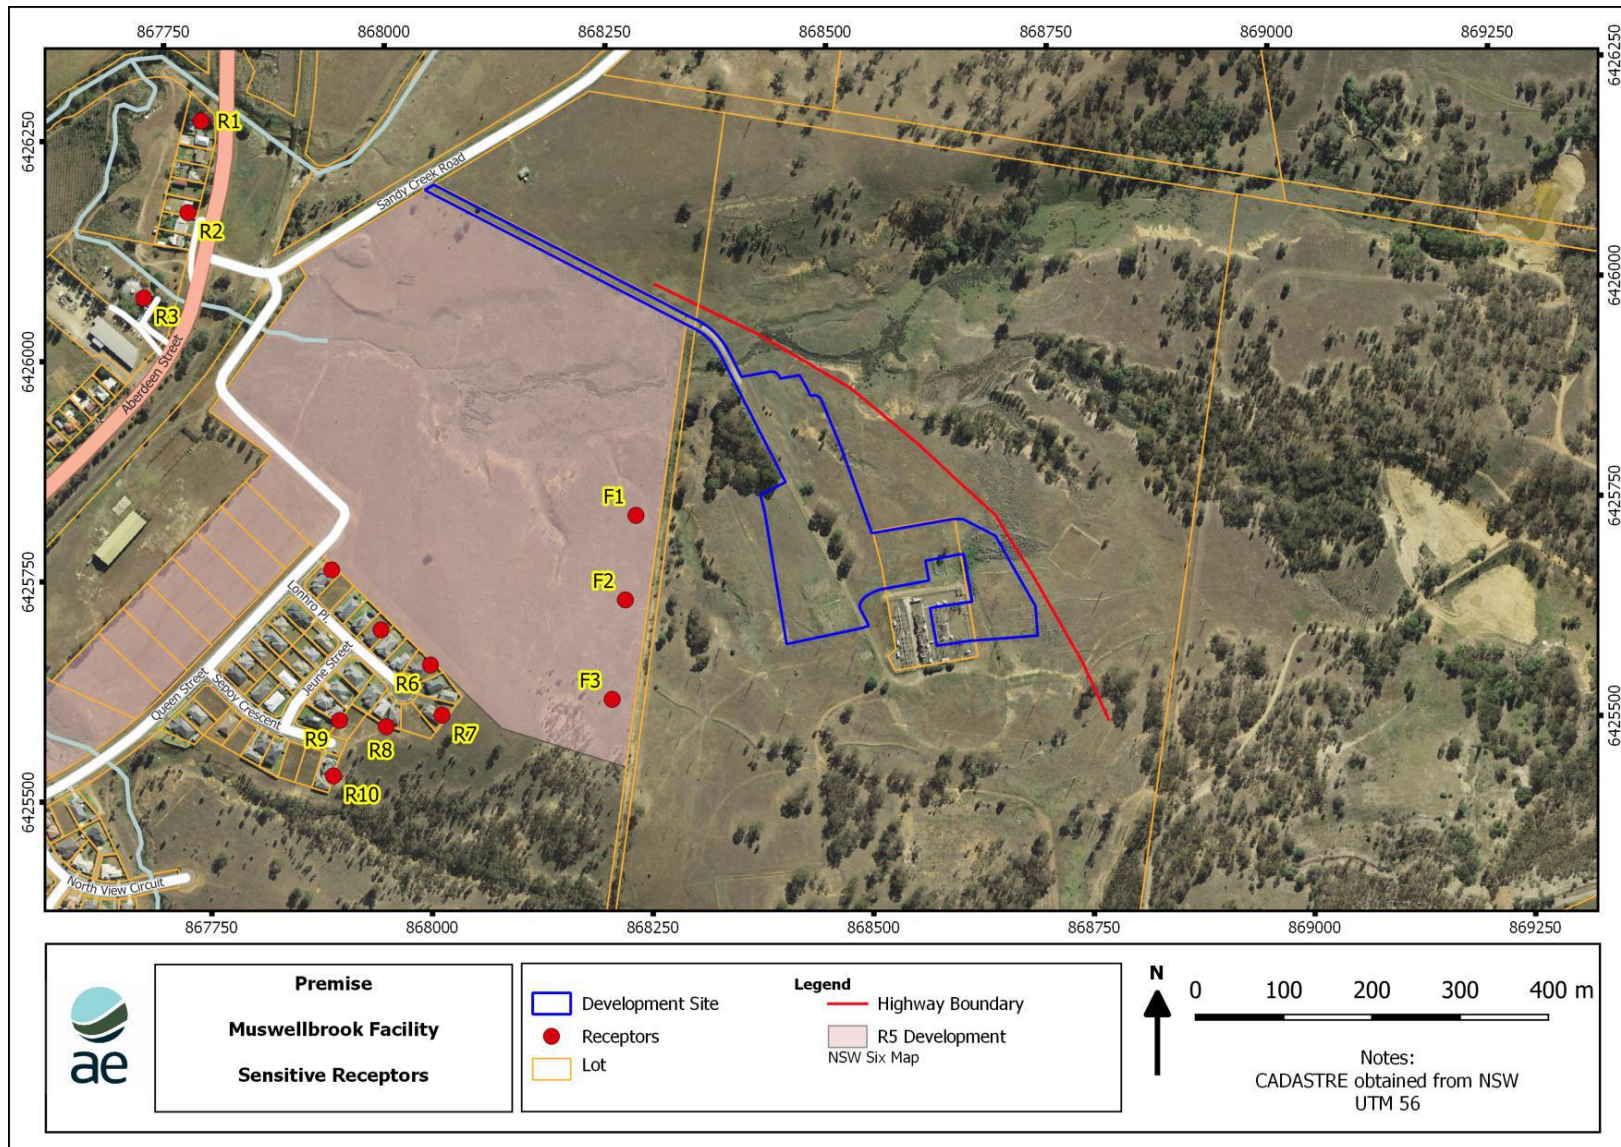 867750 868000 868250 868500 868750 869000 869250
6426250
6426250
R1
Sandy Creek Road
R2
6426000
R3
6426000
Aberdeen Street
F1
6425750
F2
6425750
Lonhro Pl.
Jeune Street
R6
F3
Queen Street
Sepoy Crescent
R7
R9
R8
6425500
R10
6425500
North View Circuit
867750 868000 868250 868500 868750 869000 869250
ae
Premise
Muswellbrook Facility
Sensitive Receptors
Legend
Development Site
Receptors
Lot
Highway Boundary
R5 Development
NSW Six Map
N
0 100 200 300 400 m
Notes:
CADASTRE obtained from NSW
UTM 56